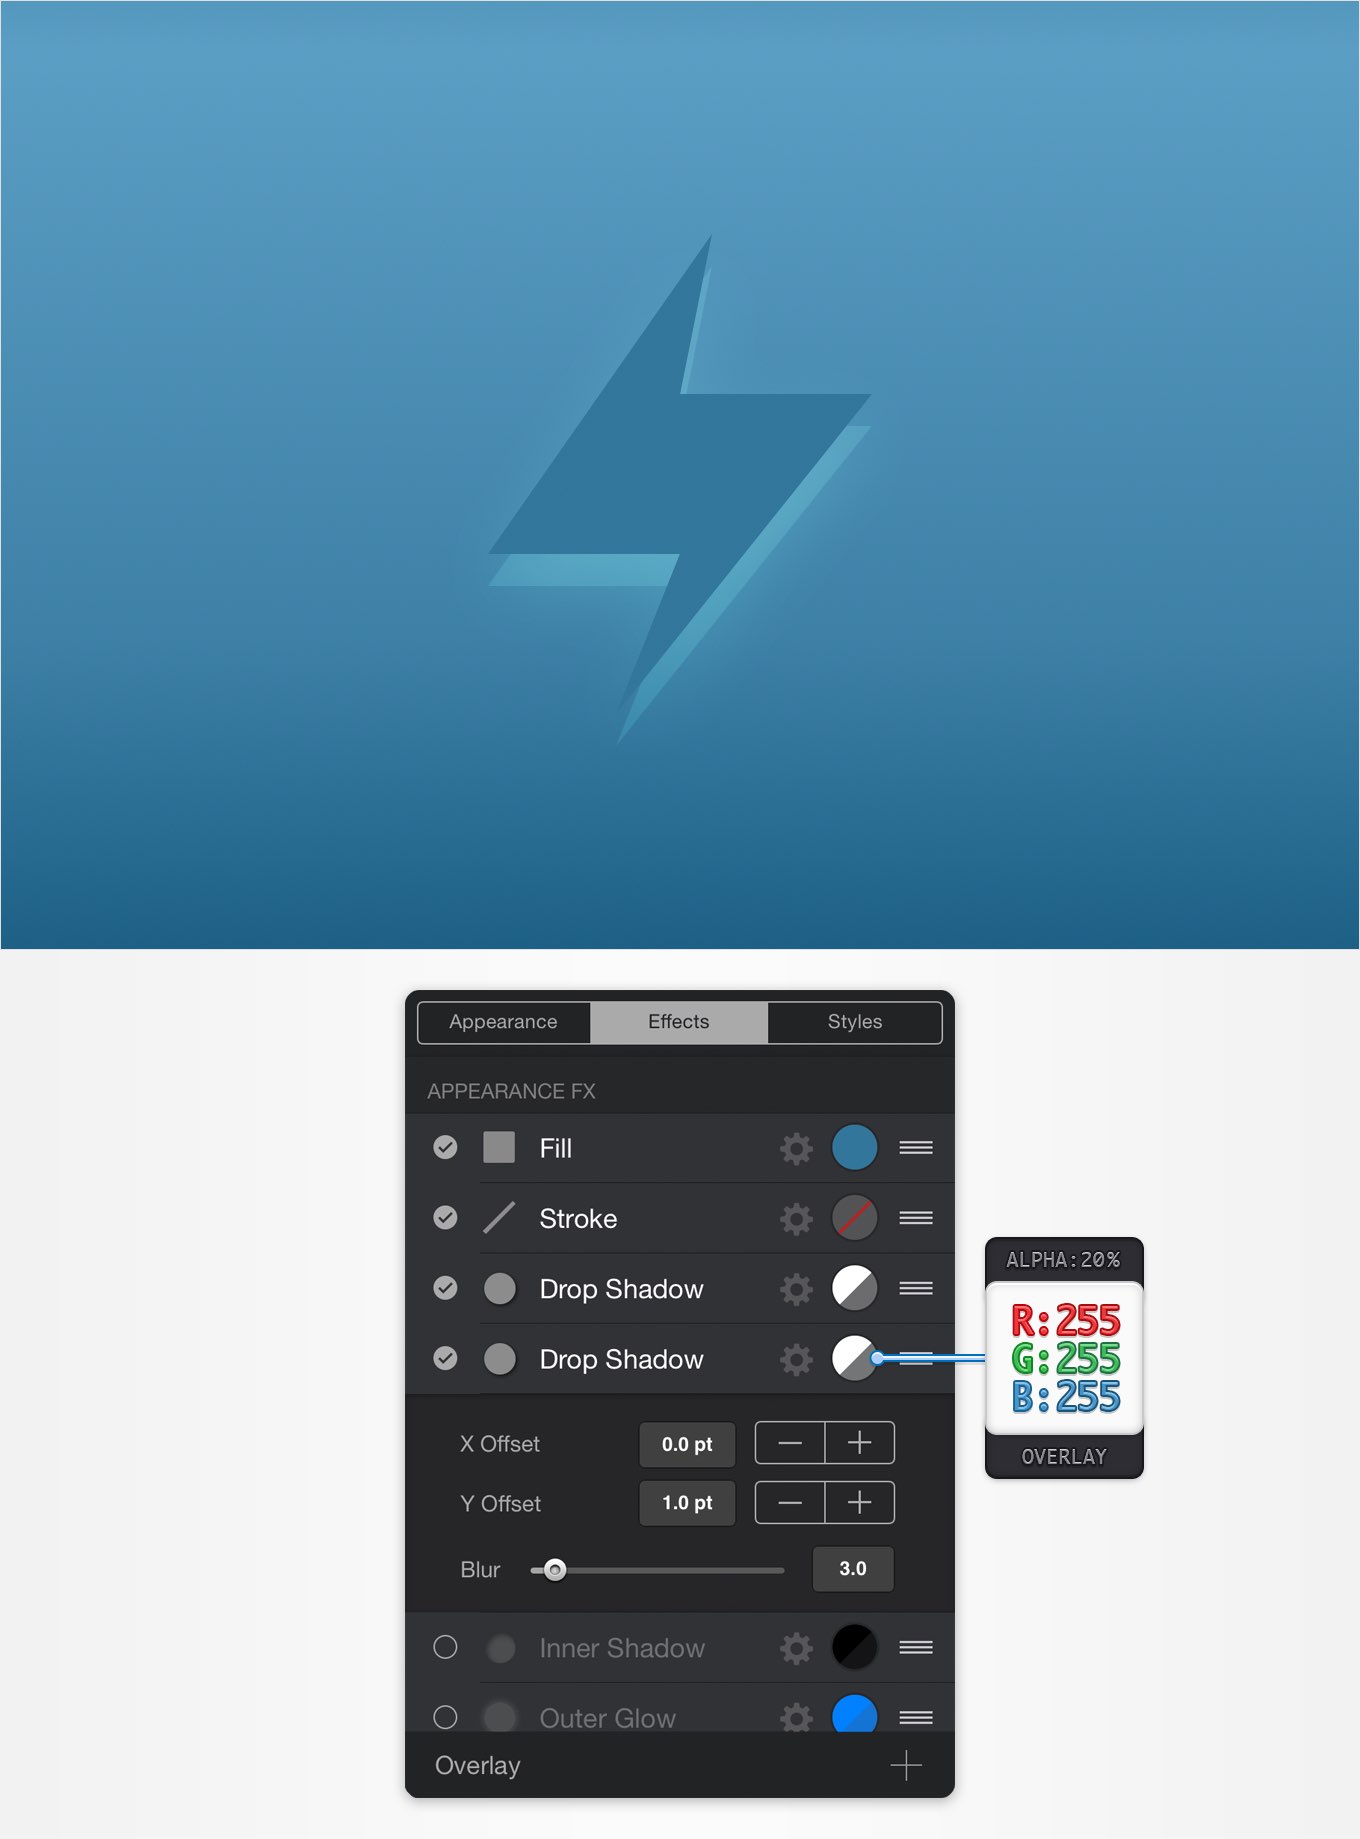 Appearance Effects Styles
APPEARANCE FX
Fill
Stroke
Drop Shadow
Drop Shadow
ALPHA:20%
R:255
G:255
B:255
OVERLAY
X Offset 0.0 pt
Y Offset 1.0 pt
Blur 3.0
Inner Shadow
Outer Glow
Overlay